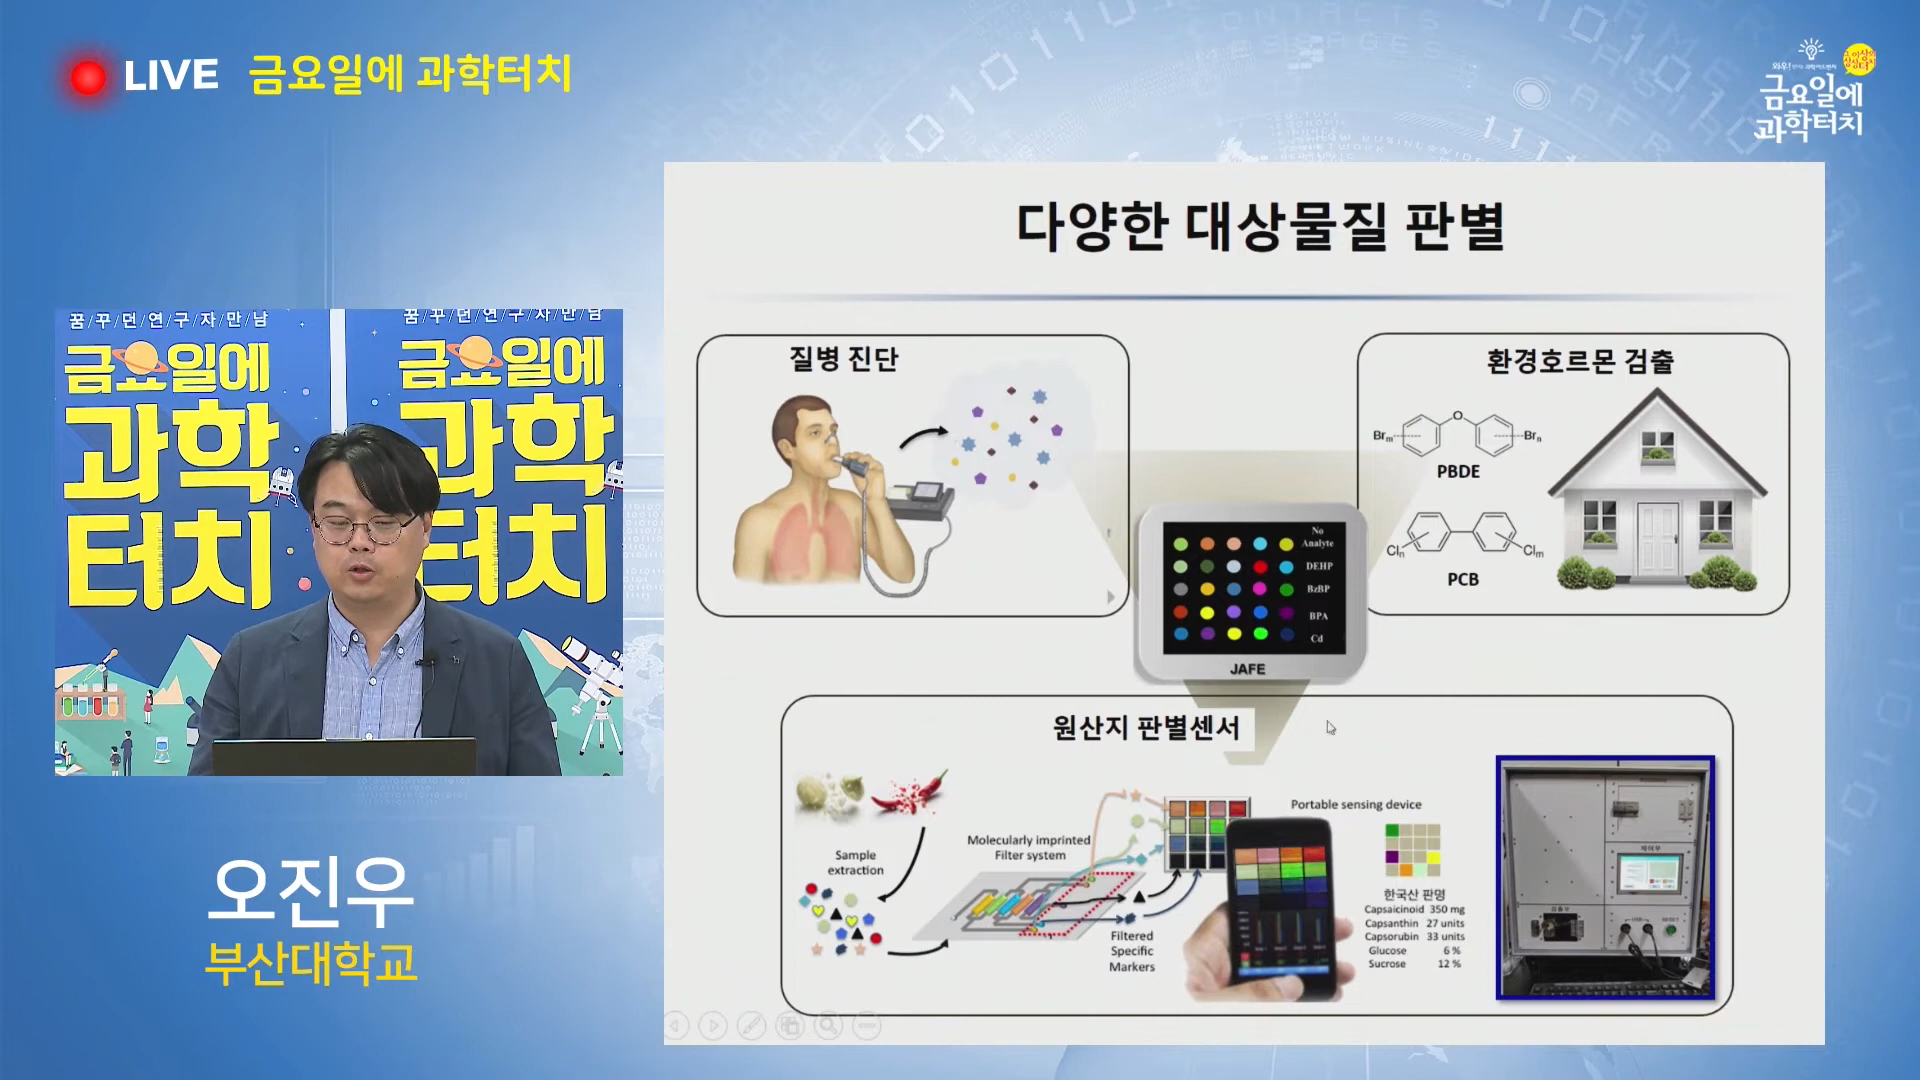 LIVE 금요일에 과학터치
금요일에
과학터치
꿈/꾸/던/연/구/자/만/남
금요일에
과학
터치
꿈/꾸/던/연/구/자/만/남
금요일에
과학
터치
오진우
부산대학교
다양한 대상물질 판별
질병 진단
환경호르몬 검출
Brm
O
Brn
PBDE
Cln
Clm
PCB
No
Analyte
DEHP
BzBP
BPA
Cd
JAFE
원산지 판별센서
Sample
extraction
Molecularly imprinted
Filter system
Filtered
Specific
Markers
Portable sensing device
한국산 판명
Capsaicinoid 350 mg
Capsanthin 27 units
Capsorubin 33 units
Glucose 6 %
Sucrose 12 %